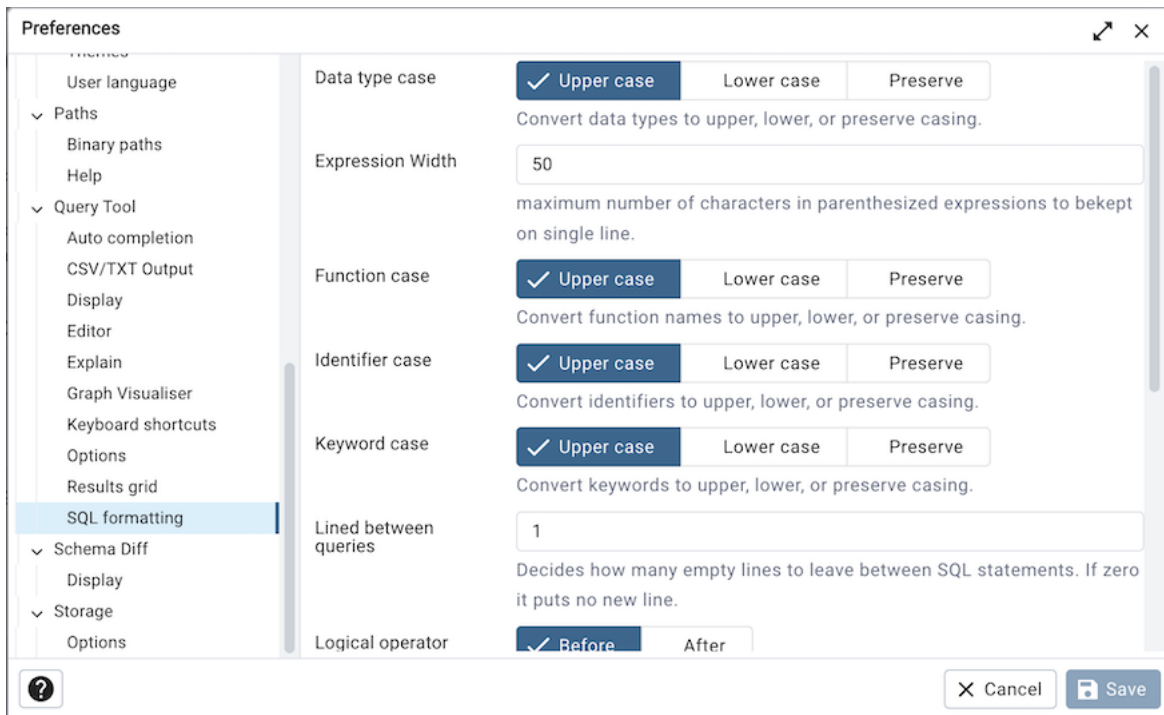 Preferences
Themes
User language
Paths
Binary paths
Help
Query Tool
Auto completion
CSV/TXT Output
Display
Editor
Explain
Graph Visualiser
Keyboard shortcuts
Options
Results grid
SQL formatting
Schema Diff
Display
Storage
Options
Data type case
Upper case Lower case Preserve
Convert data types to upper, lower, or preserve casing.
Expression Width
50
maximum number of characters in parenthesized expressions to bekept
on single line.
Function case
Upper case Lower case Preserve
Convert function names to upper, lower, or preserve casing.
Identifier case
Upper case Lower case Preserve
Convert identifiers to upper, lower, or preserve casing.
Keyword case
Upper case Lower case Preserve
Convert keywords to upper, lower, or preserve casing.
Lined between
queries
1
Decides how many empty lines to leave between SQL statements. If zero
it puts no new line.
Logical operator
Before After
?
Cancel Save